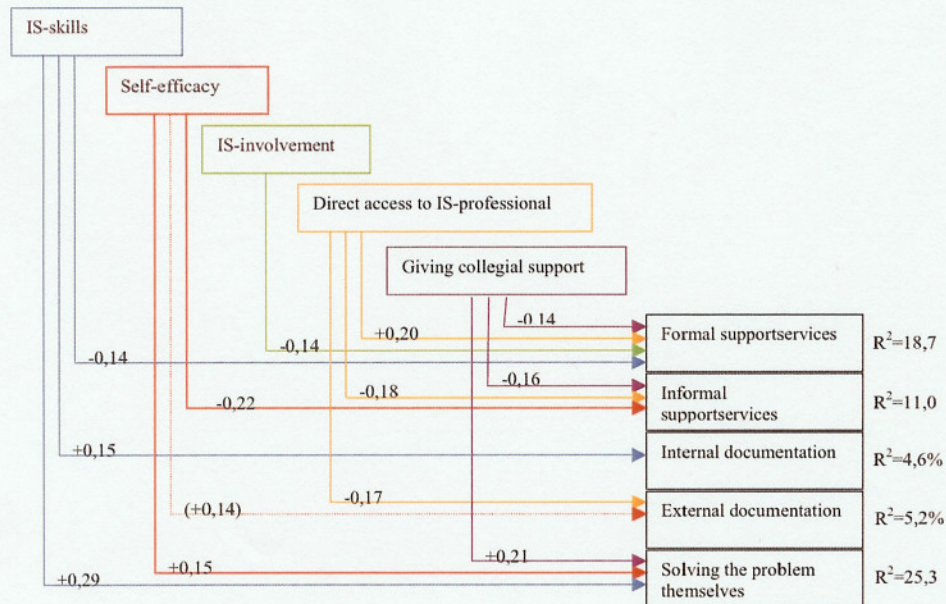 IS-skills
Self-efficacy
IS-involvement
Direct access to IS-professional
Giving collegial support
-0,14
+0,20
Formal supportservices
R²=18,7
-0,14
-0,14
-0,16
-0,18
Informal
supportservices
R²=11,0
-0,22
+0,15
Internal documentation
R²=4,6%
-0,17
External documentation
(+0,14)
R²=5,2%
+0,21
+0,15
Solving the problem
themselves
R²=25,3
+0,29